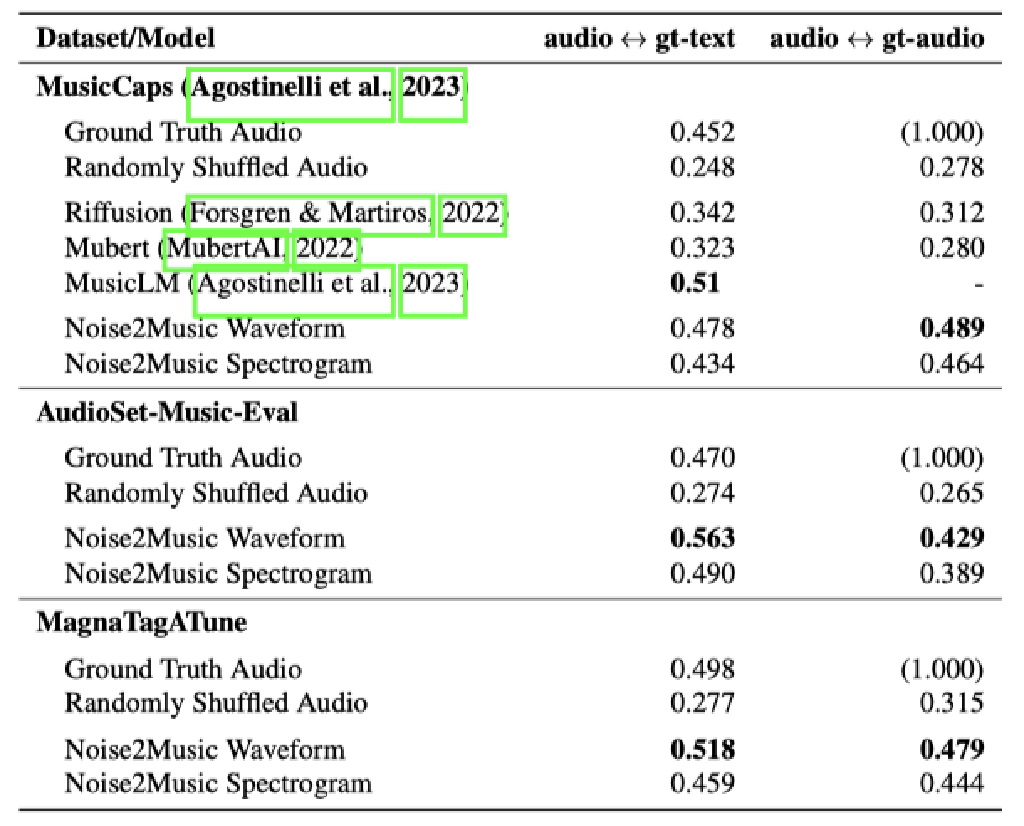 Dataset/Model audio ↔ gt-text audio ↔ gt-audio
MusicCaps (Agostinelli et al., 2023)
Ground Truth Audio 0.452 (1.000)
Randomly Shuffled Audio 0.248 0.278
Riffusion (Forsgren & Martiros, 2022) 0.342 0.312
Mubert (MubertAI, 2022) 0.323 0.280
MusicLM (Agostinelli et al., 2023) 0.51 -
Noise2Music Waveform 0.478 0.489
Noise2Music Spectrogram 0.434 0.464
AudioSet-Music-Eval
Ground Truth Audio 0.470 (1.000)
Randomly Shuffled Audio 0.274 0.265
Noise2Music Waveform 0.563 0.429
Noise2Music Spectrogram 0.490 0.389
MagnaTagATune
Ground Truth Audio 0.498 (1.000)
Randomly Shuffled Audio 0.277 0.315
Noise2Music Waveform 0.518 0.479
Noise2Music Spectrogram 0.459 0.444